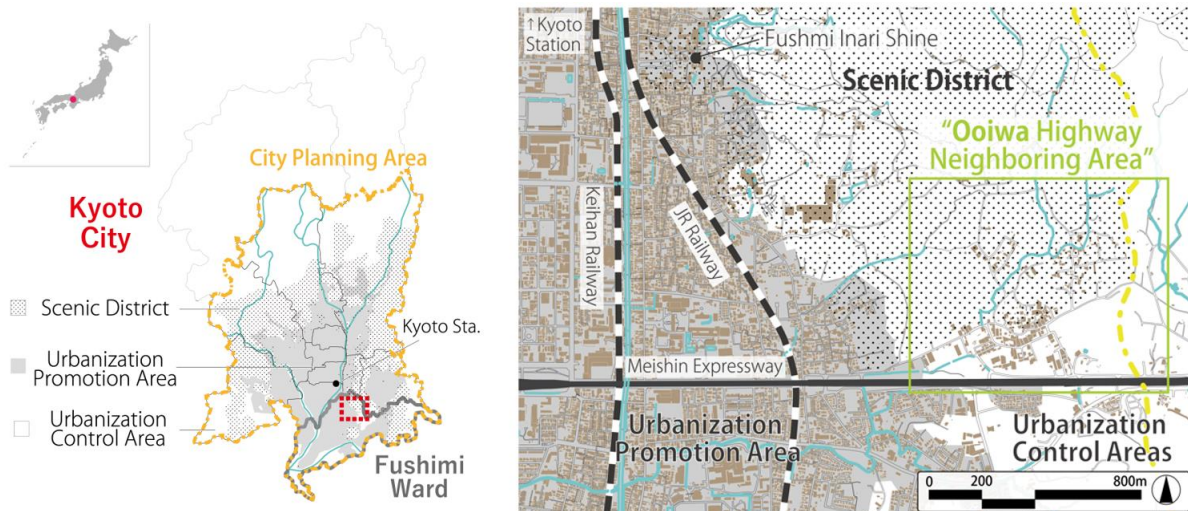 City Planning Area
Kyoto
City
Scenic District
Kyoto Sta.
Urbanization
Promotion Area
Urbanization
Control Area
Fushimi
Ward
↑Kyoto
Station
Fushmi Inari Shine
Scenic District
“Ooiwa Highway
Neighboring Area”
Keihan Railway
JR Railway
Meishin Expressway
Urbanization
Promotion Area
Urbanization
Control Areas
0 200 800m